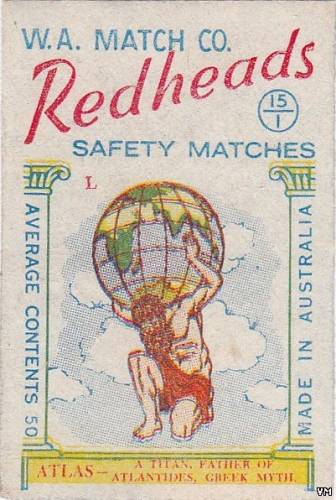 W.A. MATCH CO.
Redheads
15
1
SAFETY MATCHES
L
AVERAGE CONTENTS 50
MADE IN AUSTRALIA
ATLAS— A TITAN, FATHER OF
ATLANTIDES, GREEK MYTH.
YM